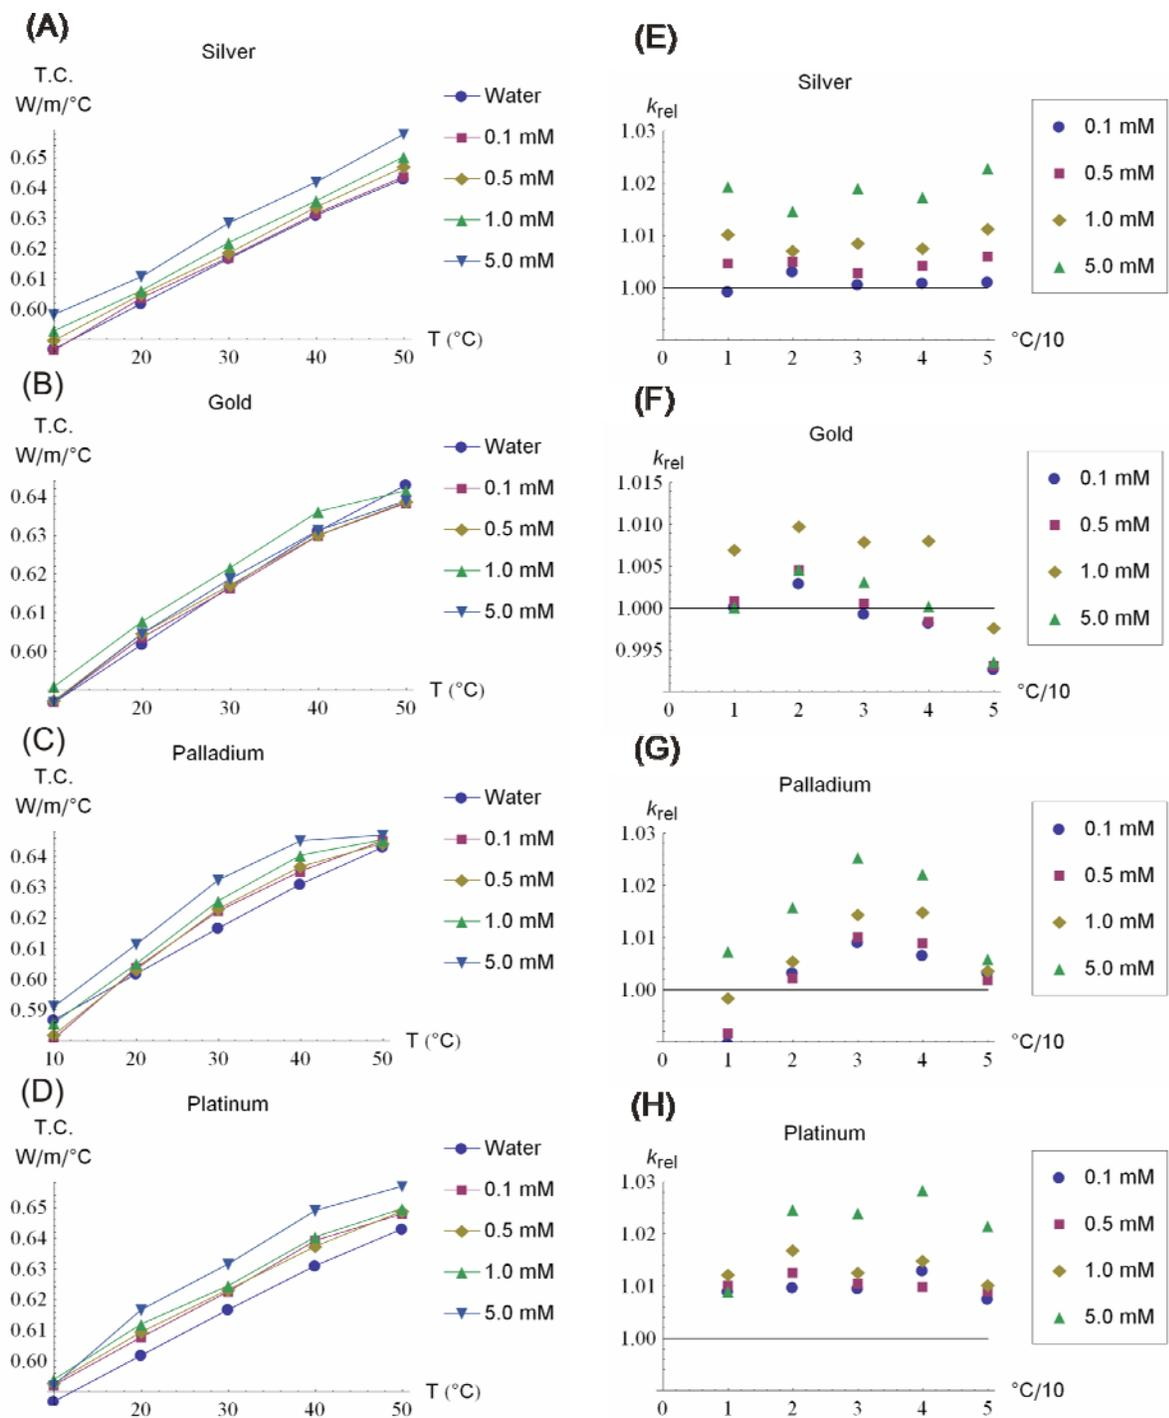 (A)
Silver
T.C.
W/m/°C
0.65
0.64
0.63
0.62
0.61
0.60
20 30 40 50
T (°C)
Water
0.1 mM
0.5 mM
1.0 mM
5.0 mM
(E)
Silver
krel
1.03
1.02
1.01
1.00
0 1 2 3 4 5
°C/10
0.1 mM
0.5 mM
1.0 mM
5.0 mM
(B)
Gold
T.C.
W/m/°C
0.64
0.63
0.62
0.61
0.60
20 30 40 50
T (°C)
Water
0.1 mM
0.5 mM
1.0 mM
5.0 mM
(F)
Gold
krel
1.015
1.010
1.005
1.000
0.995
0 1 2 3 4 5
°C/10
0.1 mM
0.5 mM
1.0 mM
5.0 mM
(C)
Palladium
T.C.
W/m/°C
0.64
0.63
0.62
0.61
0.60
0.59
10 20 30 40 50
T (°C)
Water
0.1 mM
0.5 mM
1.0 mM
5.0 mM
(G)
Palladium
krel
1.03
1.02
1.01
1.00
0 1 2 3 4 5
°C/10
0.1 mM
0.5 mM
1.0 mM
5.0 mM
(D)
Platinum
T.C.
W/m/°C
0.65
0.64
0.63
0.62
0.61
0.60
20 30 40 50
T (°C)
Water
0.1 mM
0.5 mM
1.0 mM
5.0 mM
(H)
Platinum
krel
1.03
1.02
1.01
1.00
0 1 2 3 4 5
°C/10
0.1 mM
0.5 mM
1.0 mM
5.0 mM